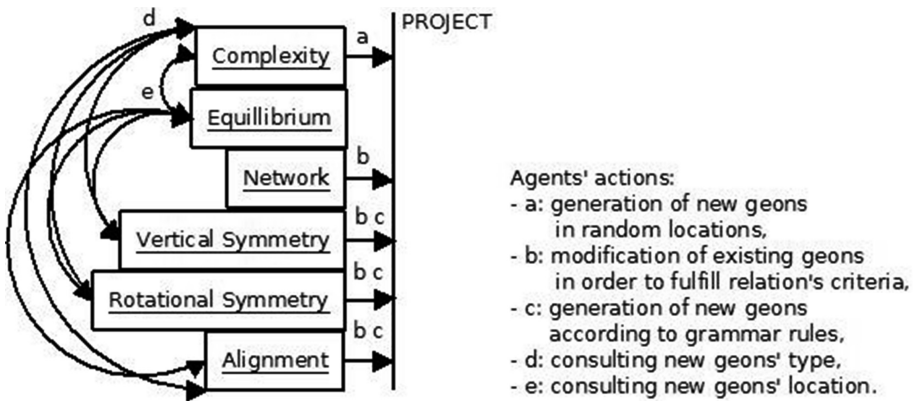 d
a
PROJECT
Complexity
e
Equillibrium
b
Network
b c
Vertical Symmetry
b c
Rotational Symmetry
b c
Alignment
Agents' actions:
- a: generation of new geons
in random locations,
- b: modification of existing geons
in order to fulfill relation's criteria,
- c: generation of new geons
according to grammar rules,
- d: consulting new geons' type,
- e: consulting new geons' location.